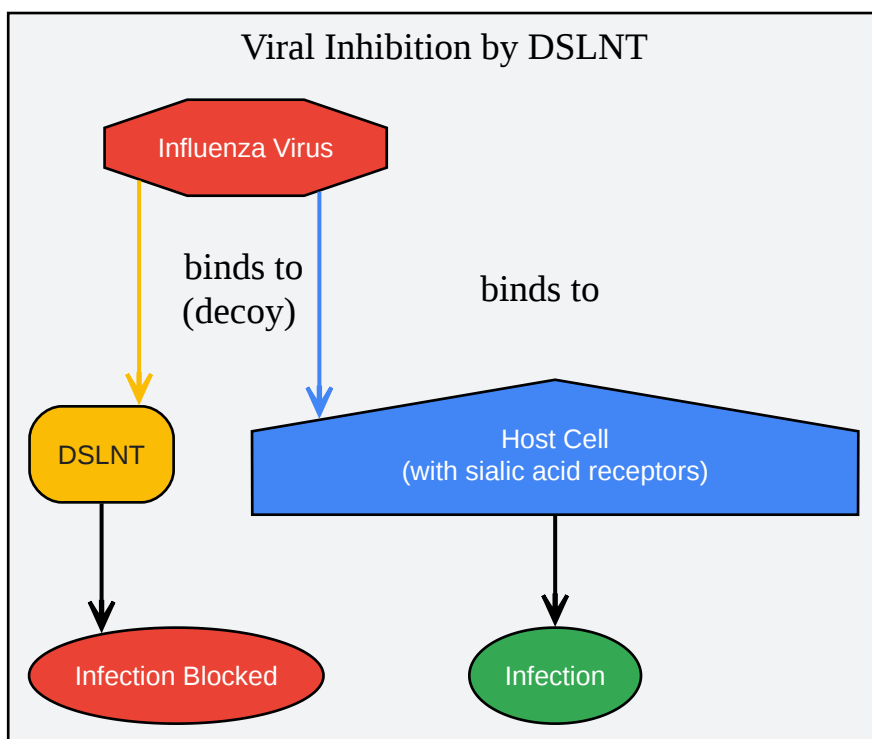 Viral Inhibition by DSLNT
Influenza Virus
binds to
(decoy)
binds to
DSLNT
Host Cell
(with sialic acid receptors)
Infection Blocked
Infection